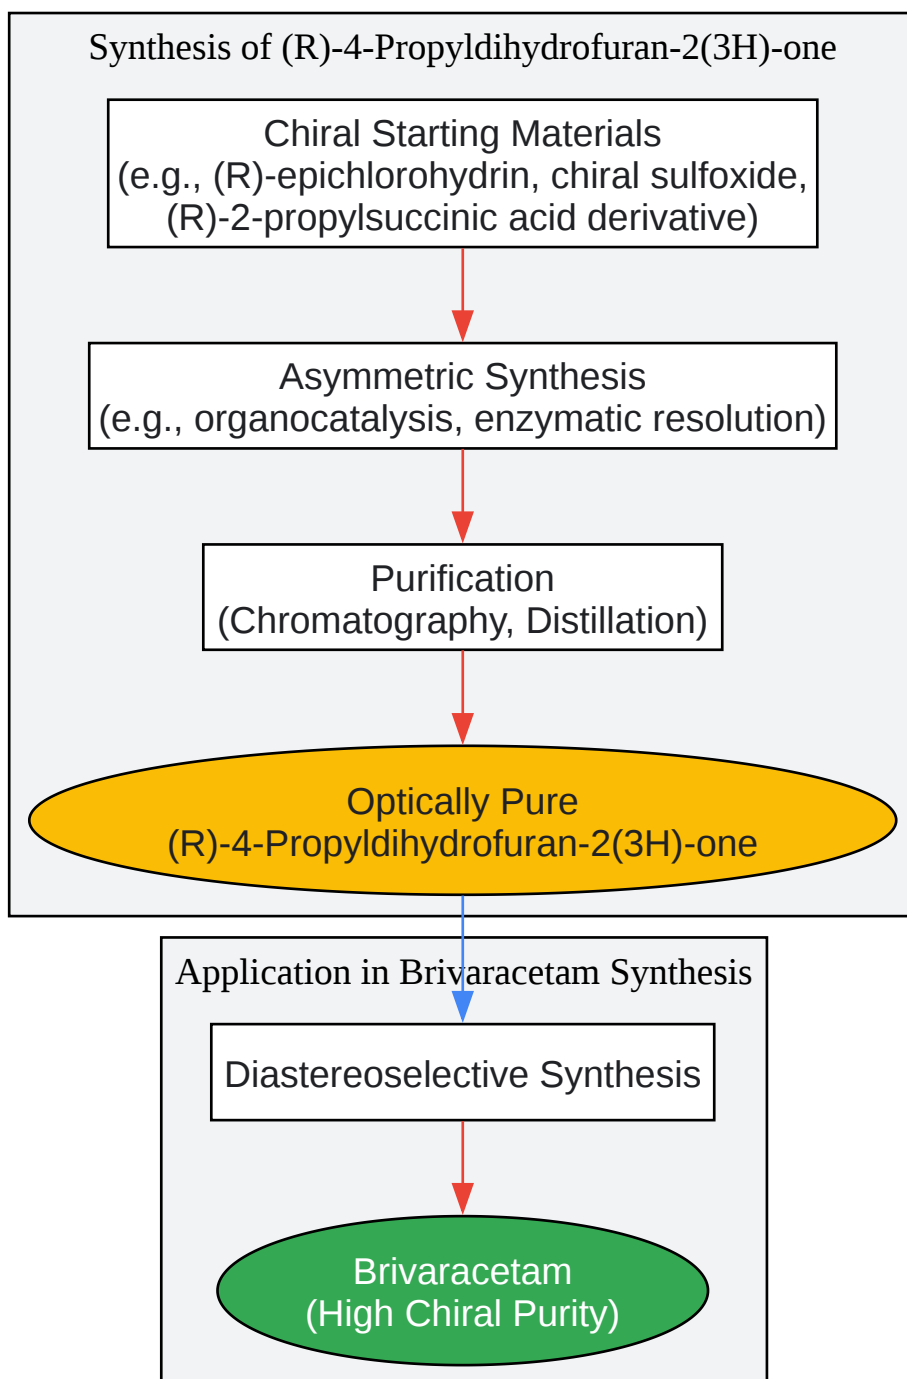 Synthesis of (R)-4-Propyldihydrofuran-2(3H)-one
Chiral Starting Materials
(e.g., (R)-epichlorohydrin, chiral sulfoxide,
(R)-2-propylsuccinic acid derivative)
Asymmetric Synthesis
(e.g., organocatalysis, enzymatic resolution)
Purification
(Chromatography, Distillation)
Optically Pure
(R)-4-Propyldihydrofuran-2(3H)-one
Application in Brivaracetam Synthesis
Diastereoselective Synthesis
Brivaracetam
(High Chiral Purity)